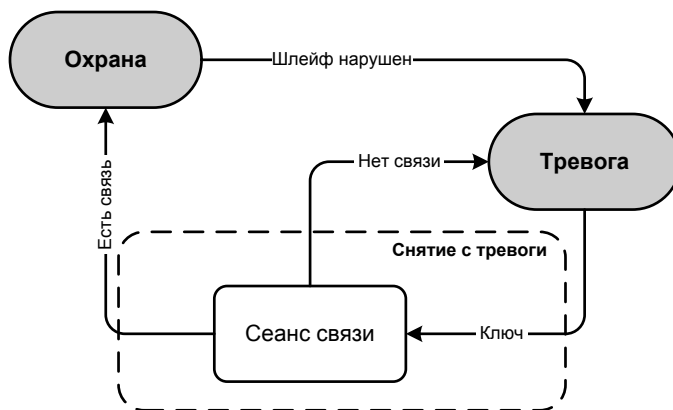 Охрана
Шлейф нарушен
Тревога
Нет связи
Есть связь
Снятие с тревоги
Сеанс связи
Ключ